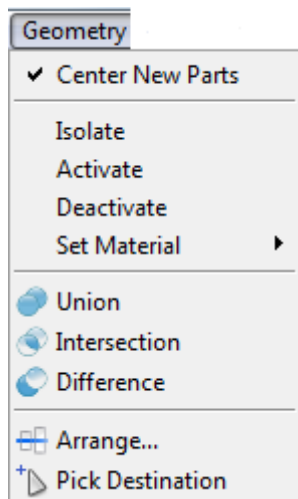 Geometry
Center New Parts
Isolate
Activate
Deactivate
Set Material
Union
Intersection
Difference
Arrange...
Pick Destination